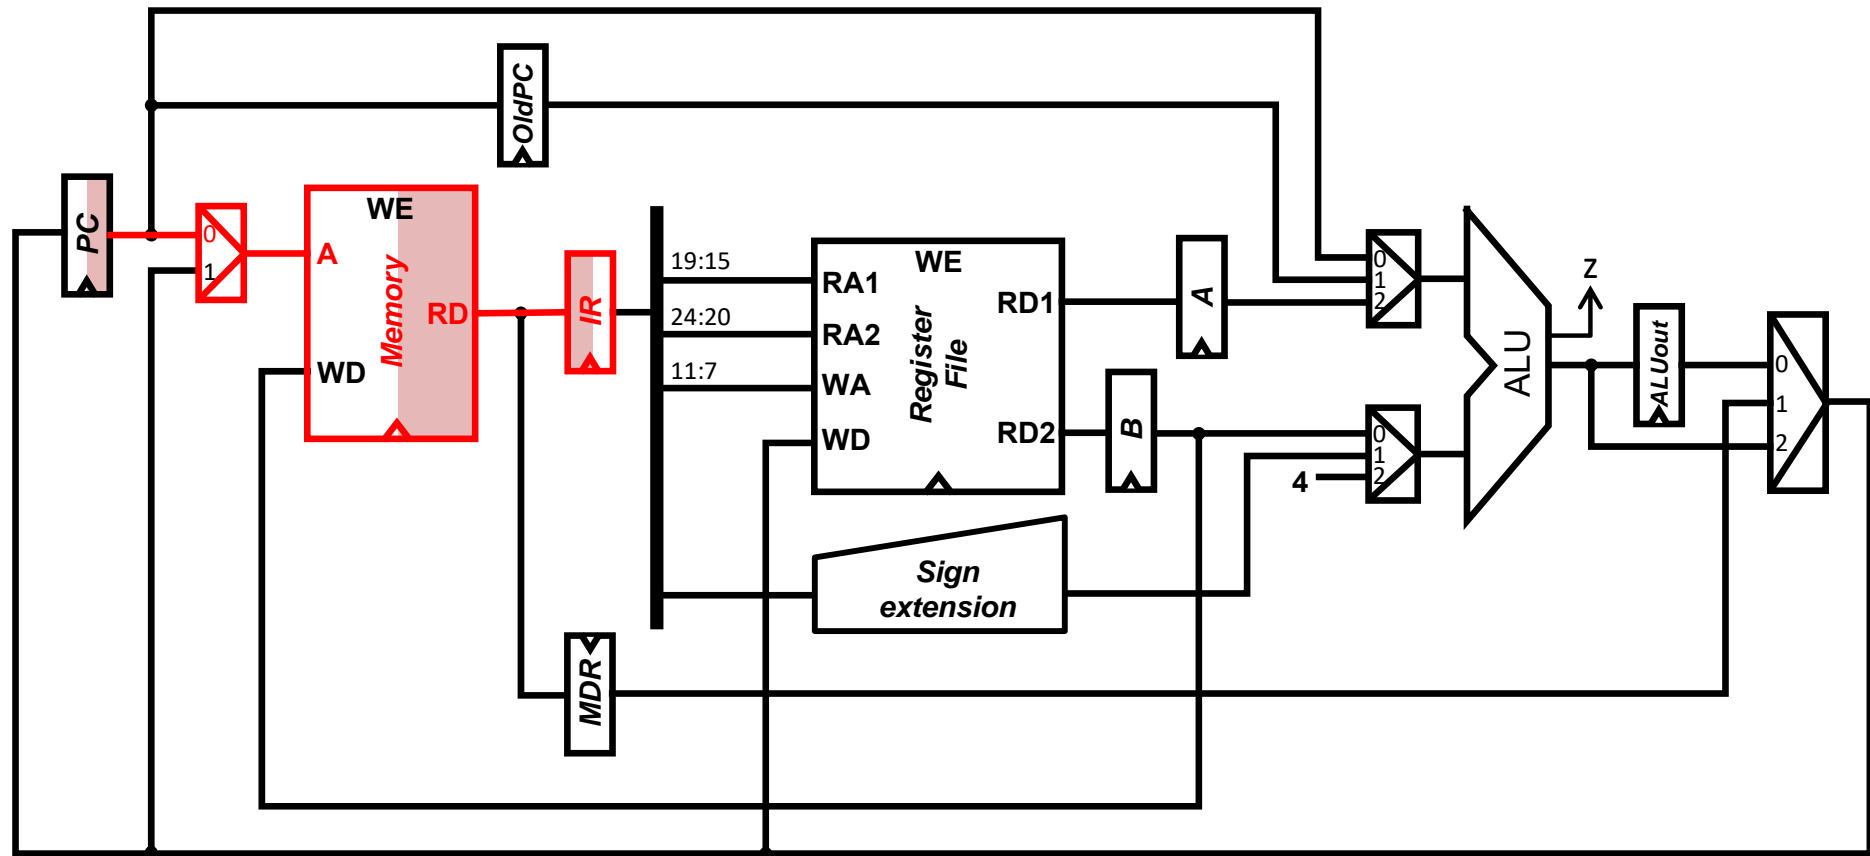 OldPC
PC
0
1
WE
A
Memory
RD
WD
IR
19:15
24:20
11:7
WE
RA1
RA2
WA
WD
Register
File
RD1
RD2
A
B
Sign
extension
MDR
0
1
2
0
1
2
4
ALU
Z
ALUout
0
1
2